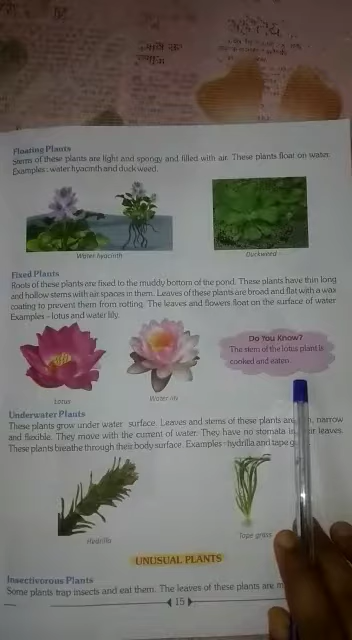 Floating Plants
Stems of these plants are light and spongy and filled with air. These plants float on water.
Examples : water hyacinth and duck weed.
Water hyacinth
Duckweed
Fixed Plants
Roots of these plants are fixed to the muddy bottom of the pond. These plants have thin long
and hollow stems with air spaces in them. Leaves of these plants are broad and flat with a wax
coating to prevent them from rotting. The leaves and flowers float on the surface of water
Examples - lotus and water lily.
Do You Know?
The stem of the lotus plant is
cooked and eaten.
Lotus
Water lily
Underwater Plants
These plants grow under water surface. Leaves and stems of these plants are narrow
and flexible. They move with the current of water. They have no stomata in leaves.
These plants breathe through their body surface. Examples - hydrilla and tape
Hydrilla
Tape grass
UNUSUAL PLANTS
Insectivorous Plants
Some plants trap insects and eat them. The leaves of these plants are
15